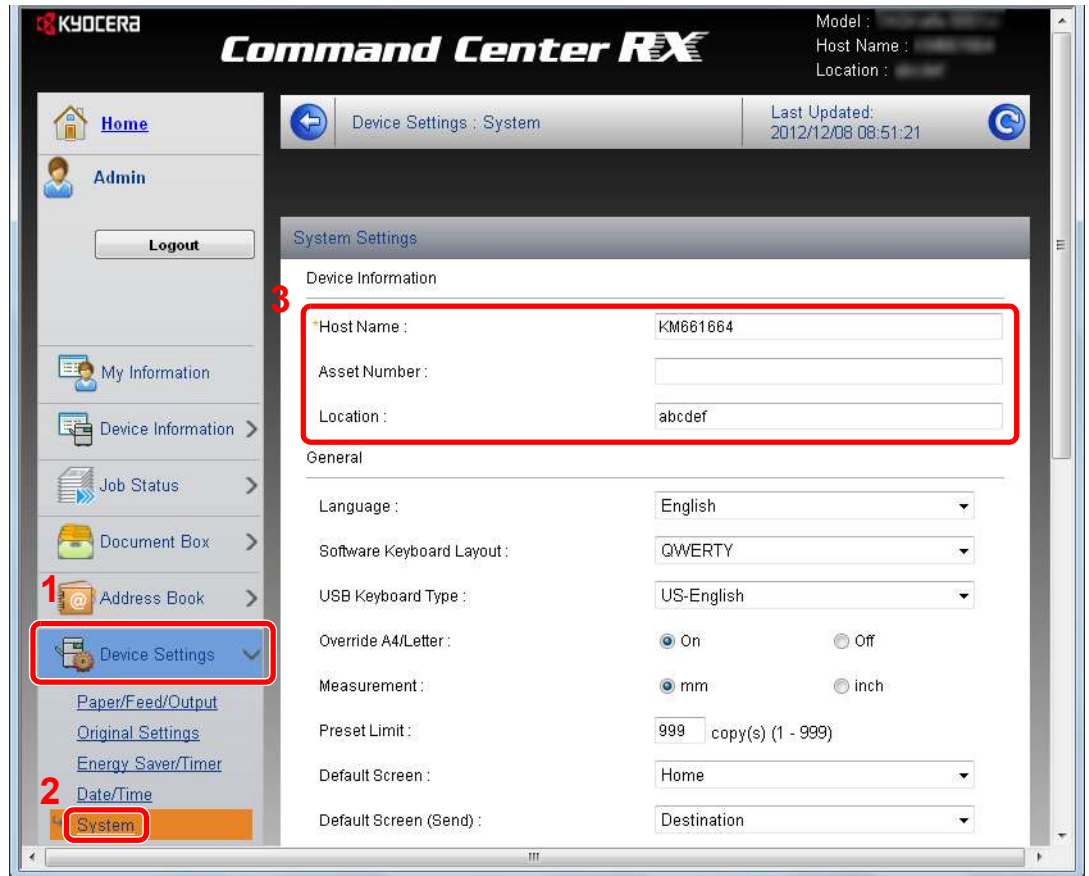 KYOCERA
Command Center RX
Model :
Host Name :
Location :
Home
Device Settings : System
Last Updated:
2012/12/08 08:51:21
Admin
Logout
System Settings
Device Information
3
*Host Name : KM661664
Asset Number :
Location : abcdef
My Information
Device Information
Job Status
Document Box
1
Address Book
Device Settings
Paper/Feed/Output
Original Settings
Energy Saver/Timer
2
Date/Time
System
General
Language : English
Software Keyboard Layout : QWERTY
USB Keyboard Type : US-English
Override A4/Letter : On Off
Measurement : mm inch
Preset Limit : 999 copy(s) (1 - 999)
Default Screen : Home
Default Screen (Send) : Destination